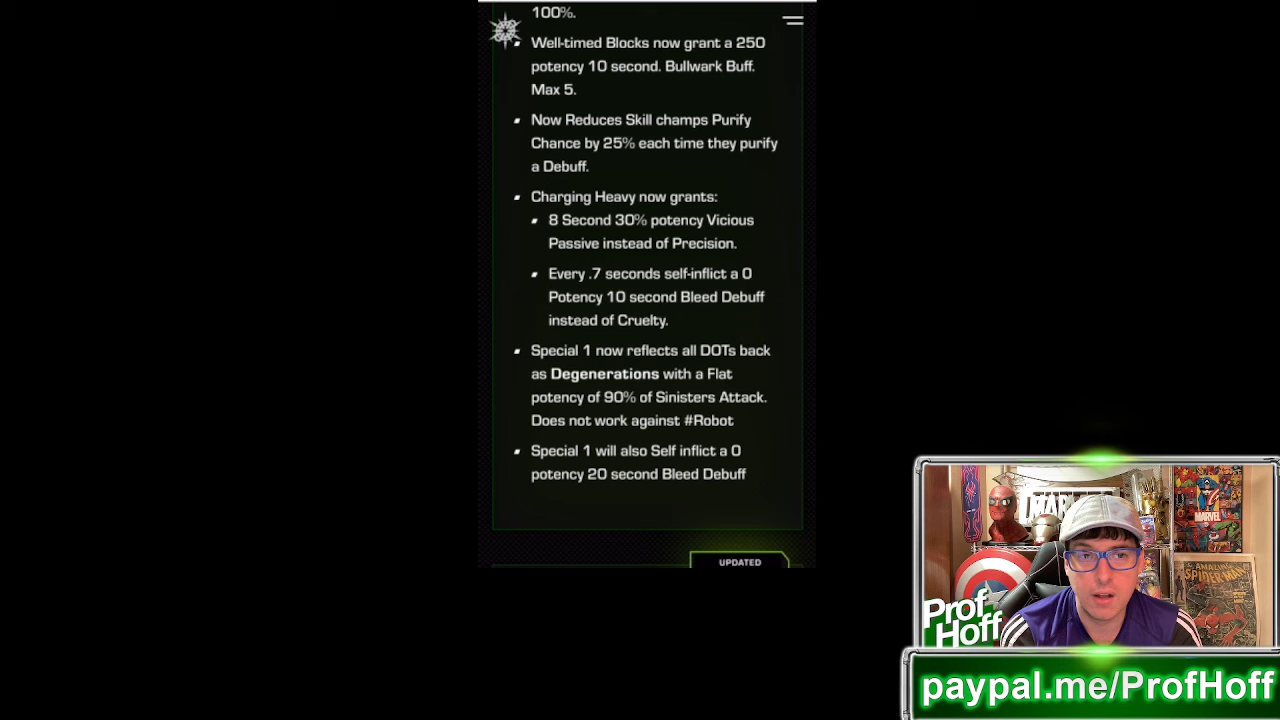 100%.
Well-timed Blocks now grant a 250
potency 10 second. Bullwark Buff.
Max 5.
Now Reduces Skill champs Purify
Chance by 25% each time they purify
a Debuff.
Charging Heavy now grants:
8 Second 30% potency Vicious
Passive instead of Precision.
Every .7 seconds self-inflict a 0
Potency 10 second Bleed Debuff
instead of Cruelty.
Special 1 now reflects all DOTs back
as Degenerations with a Flat
potency of 90% of Sinisters Attack.
Does not work against #Robot
Special 1 will also Self inflict a 0
potency 20 second Bleed Debuff
UPDATED
MARVEL
AMAZING
SPIDER-MAN
Prof
Hoff
paypal.me/ProfHoff